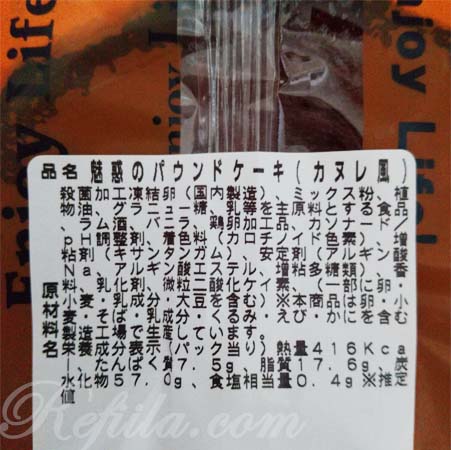 Enjoy Life
Enjoy Life
品名 魅惑のパウンドケーキ(カヌレ風)
原材料名
殺菌加工凍結卵(国内製造)、ミックス粉、植
物油、グラニュー糖、乳等を主原料とする食
品、ラム酒、バニラ、鶏卵加工品、カソナード/
pH調整剤、着色料(カロチノイド色素)、増
粘剤(キサンタンガム)、安定剤(アルギン酸
Na、アルギン酸エステル、増粘多糖類)、香
料、乳化剤、微粒二酸化ケイ素、(一部に卵・
小麦・乳成分・大豆を含む)※本商品は卵・小
麦・そば・落花生・くるみ・えび・かにを含む
製造工場で生産しています。
栄養成分表示(パック当り)熱量416Kca
l、たんぱく質7.5g、脂質17.6g、炭
水化物57.0g、食塩相当量0.4g※推定
値
Refila.com